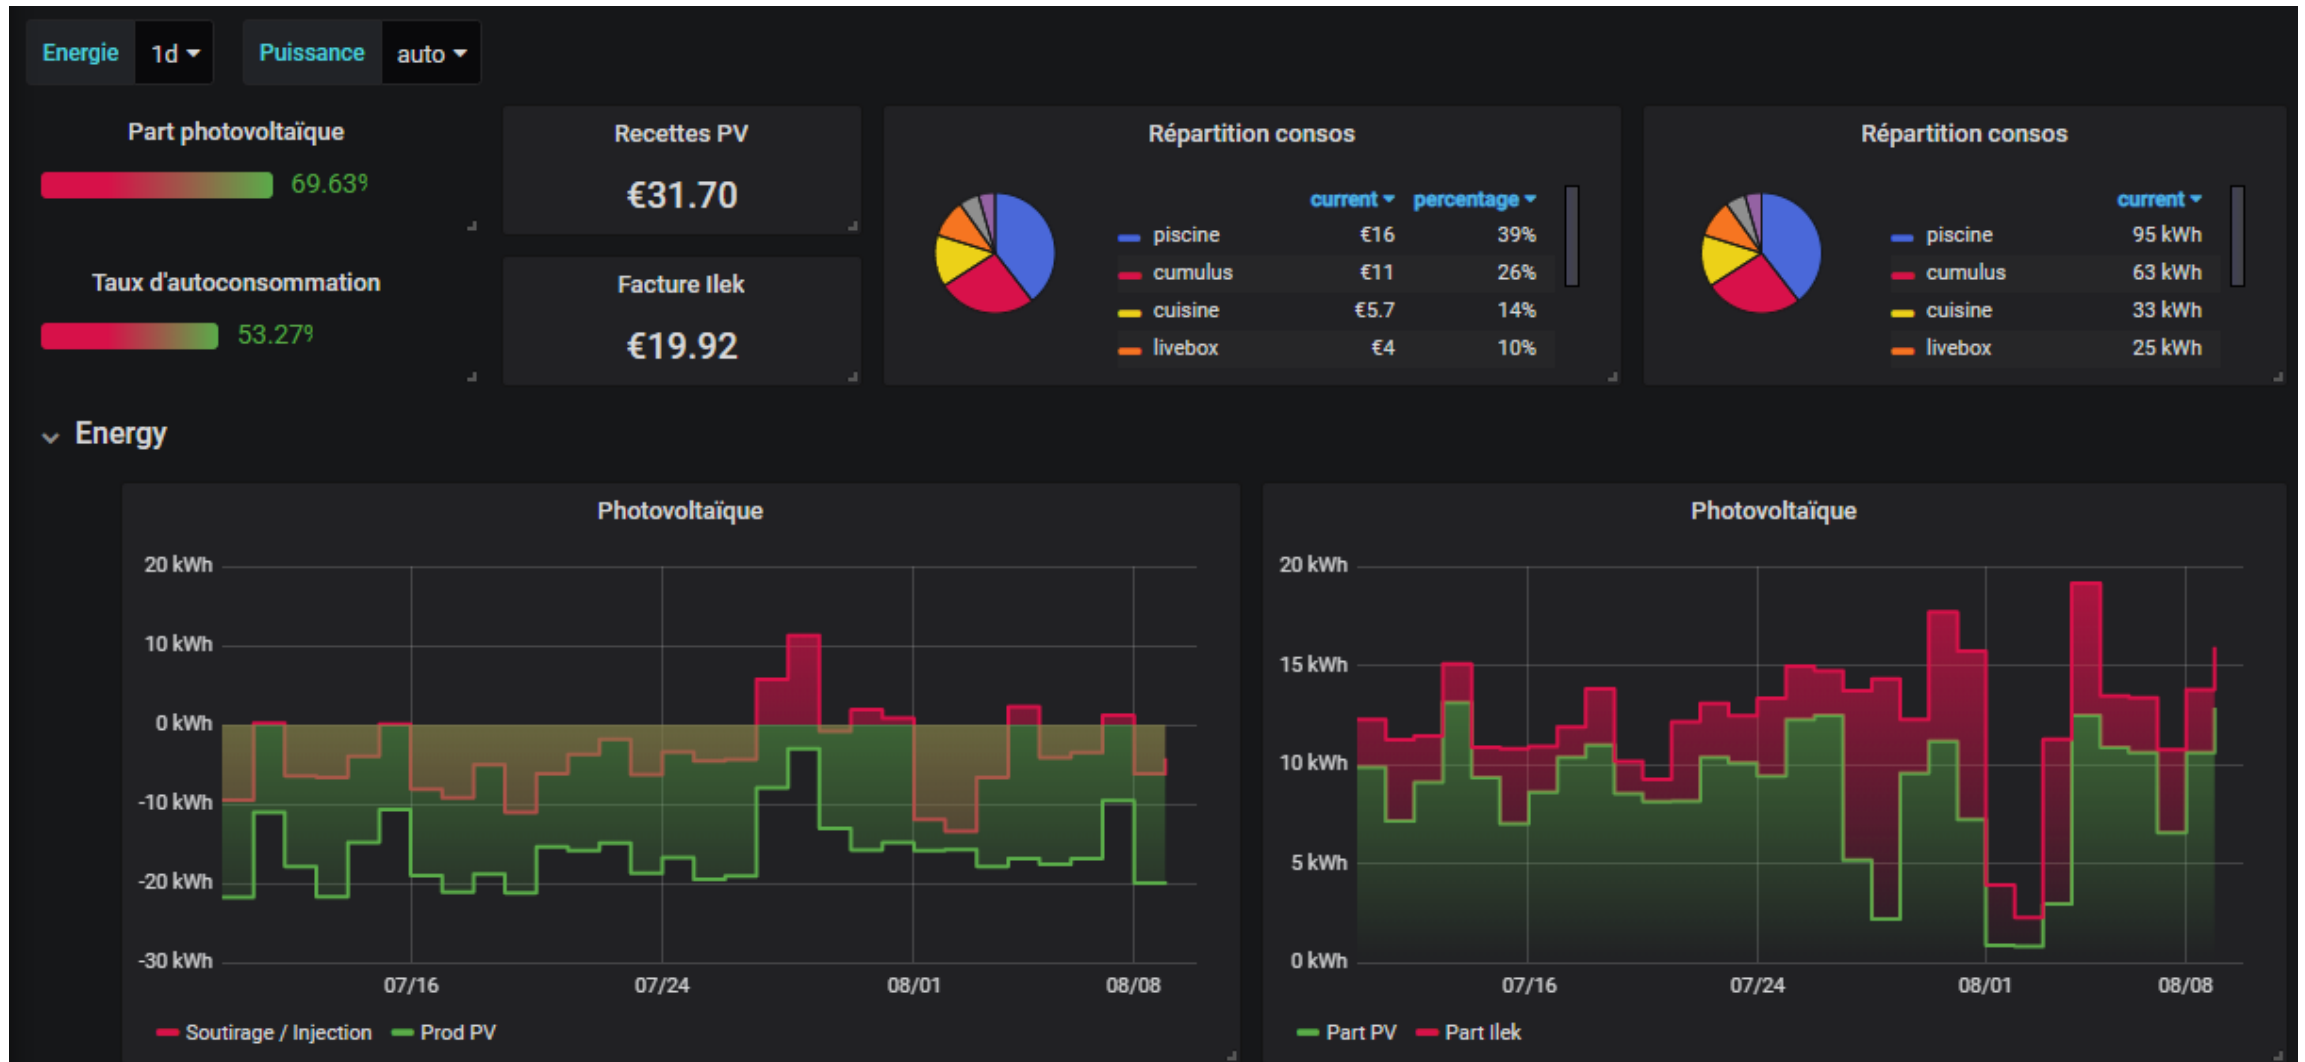 Energie 1d Puissance auto
Part photovoltaïque
69.63%
Taux d'autoconsommation
53.27%
Recettes PV
€31.70
Facture Ilek
€19.92
Répartition consos
current percentage
piscine €16 39%
cumulus €11 26%
cuisine €5.7 14%
livebox €4 10%
Répartition consos
current
piscine 95 kWh
cumulus 63 kWh
cuisine 33 kWh
livebox 25 kWh
Energy
Photovoltaïque
20 kWh
10 kWh
0 kWh
-10 kWh
-20 kWh
-30 kWh
07/16 07/24 08/01 08/08
Soutirage / Injection Prod PV
Photovoltaïque
20 kWh
15 kWh
10 kWh
5 kWh
0 kWh
07/16 07/24 08/01 08/08
Part PV Part Ilek